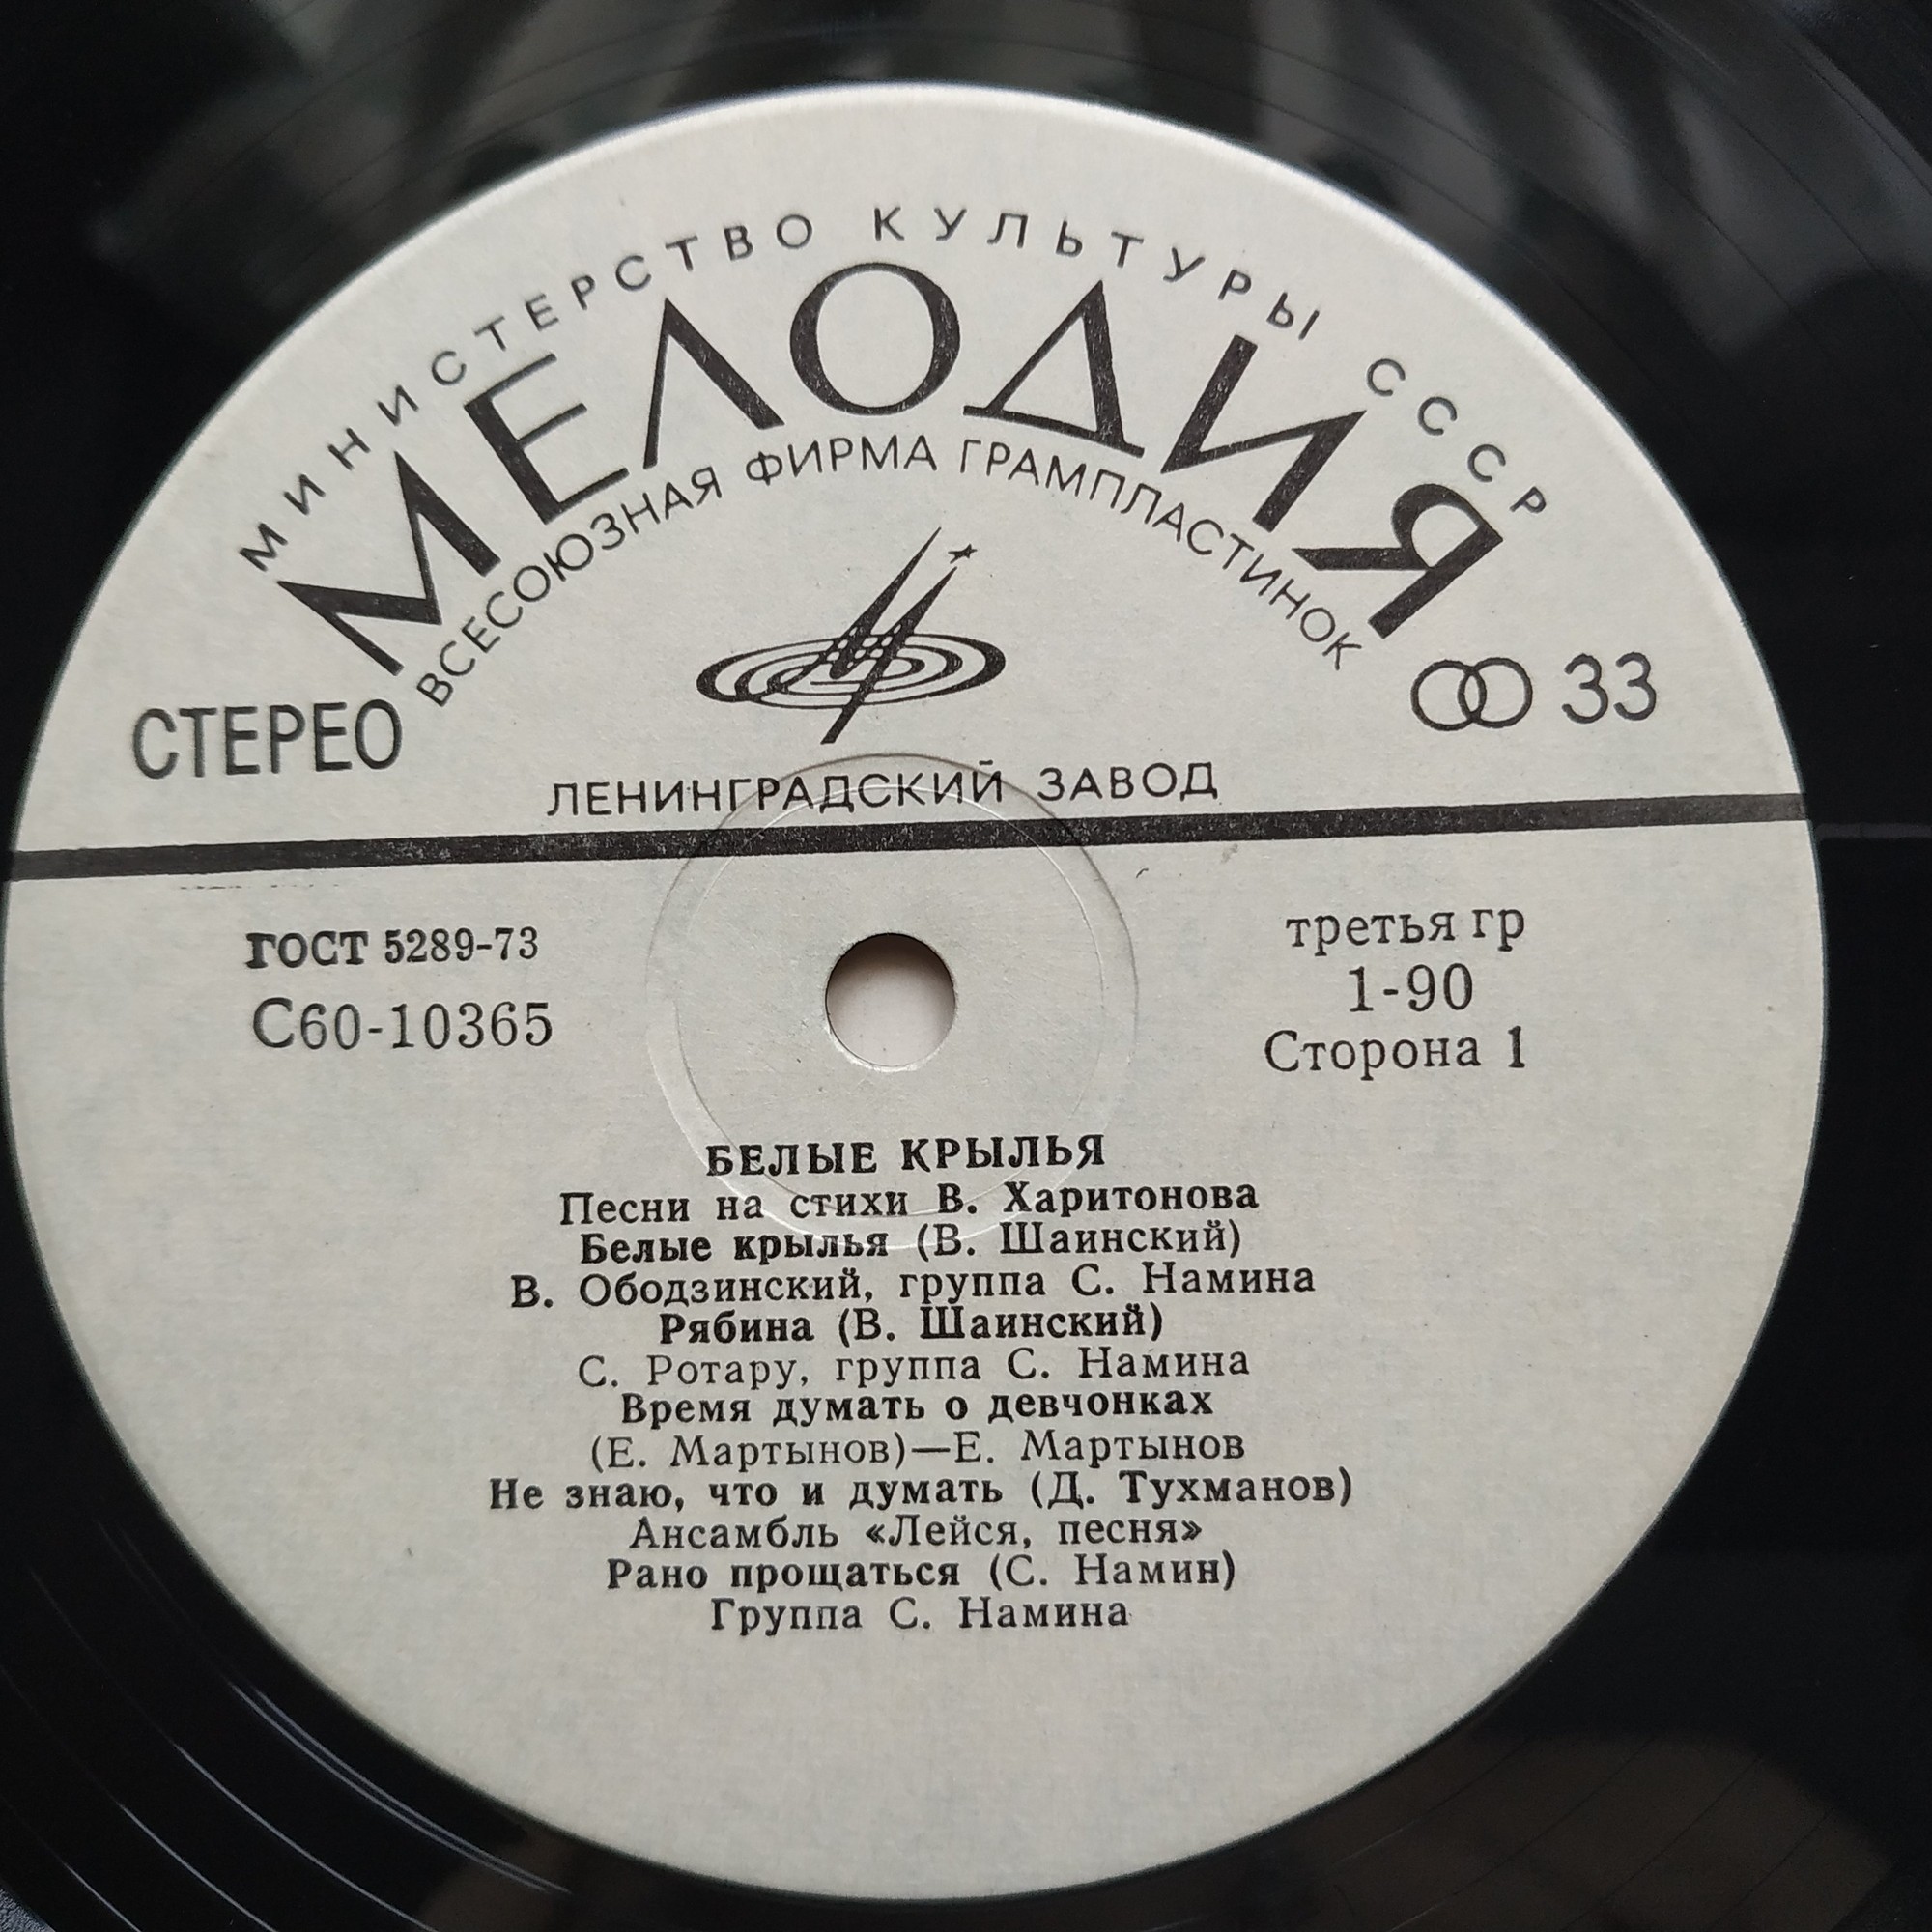 МИНИСТЕРСТВО КУЛЬТУРЫ СССР
МЕЛОДИЯ
ВСЕСОЮЗНАЯ ФИРМА ГРАМПЛАСТИНОК
СТЕРЕО
33
ЛЕНИНГРАДСКИЙ ЗАВОД
ГОСТ 5289-73
С60-10365
третья гр
1-90
Сторона 1
БЕЛЫЕ КРЫЛЬЯ
Песни на стихи В. Харитонова
Белые крылья (В. Шаинский)
В. Ободзинский, группа С. Намина
Рябина (В. Шаинский)
С. Ротару, группа С. Намина
Время думать о девчонках
(Е. Мартынов)—Е. Мартынов
Не знаю, что и думать (Д. Тухманов)
Ансамбль «Лейся, песня»
Рано прощаться (С. Намин)
Группа С. Намина